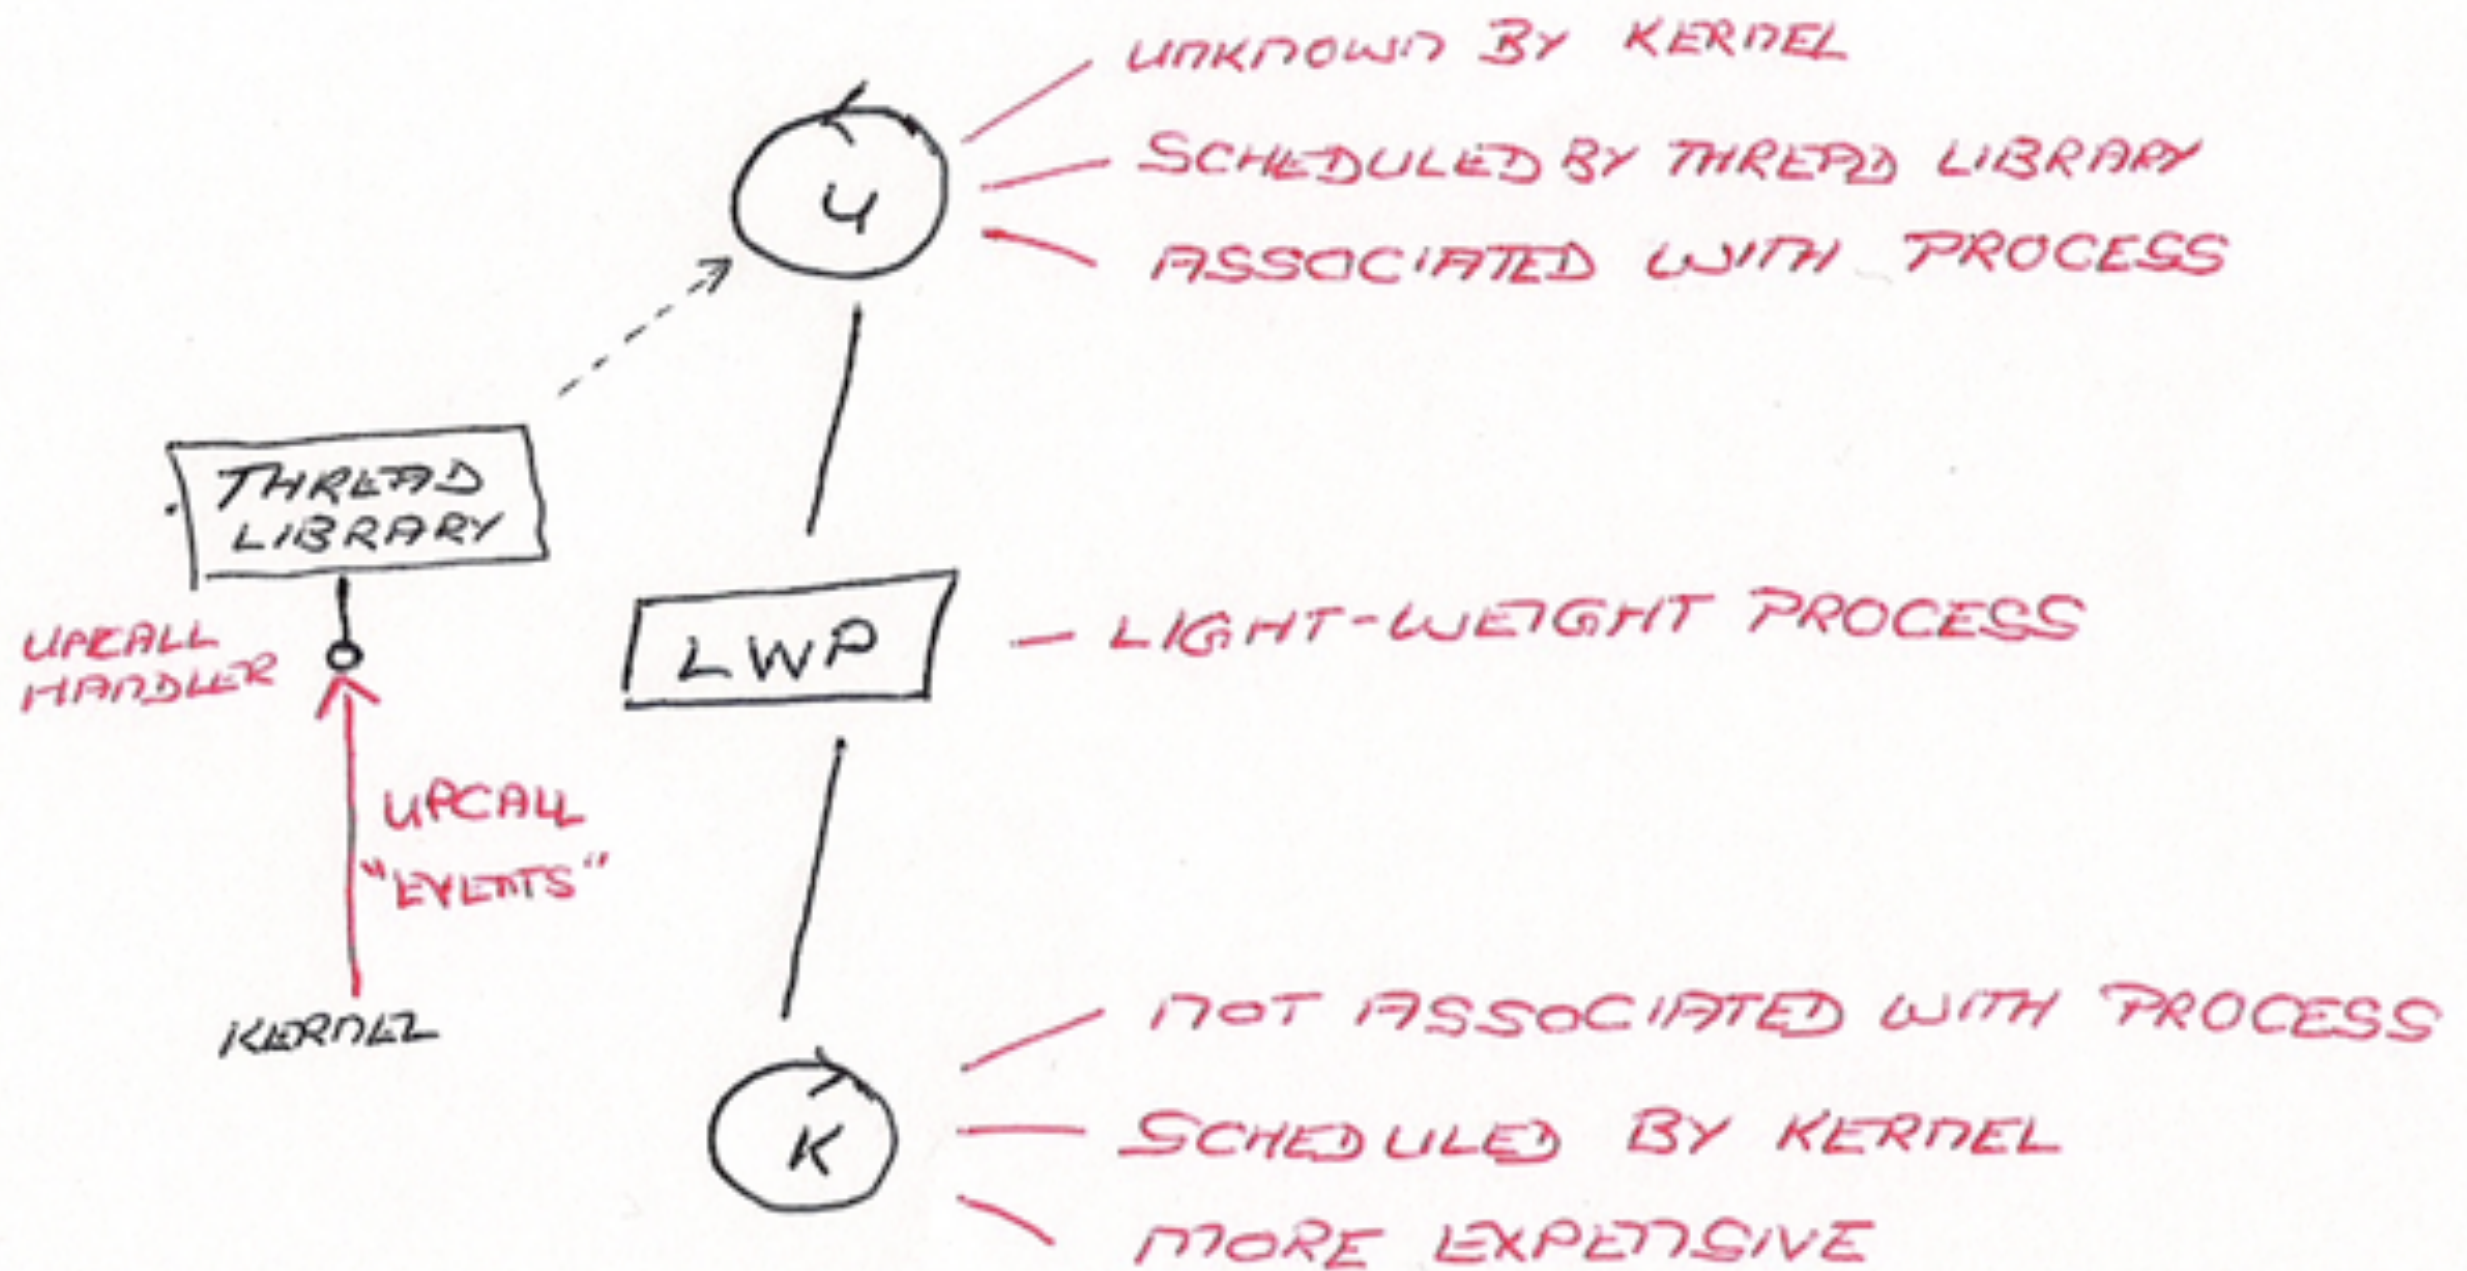 UNKNOWN BY KERNEL
SCHEDULED BY THREAD LIBRARY
ASSOCIATED WITH PROCESS
U
THREAD
LIBRARY
UPCALL
HANDLER
LWP
LIGHT-WEIGHT PROCESS
UPCALL
"EVENTS"
KERNEL
NOT ASSOCIATED WITH PROCESS
SCHEDULED BY KERNEL
MORE EXPENSIVE
K